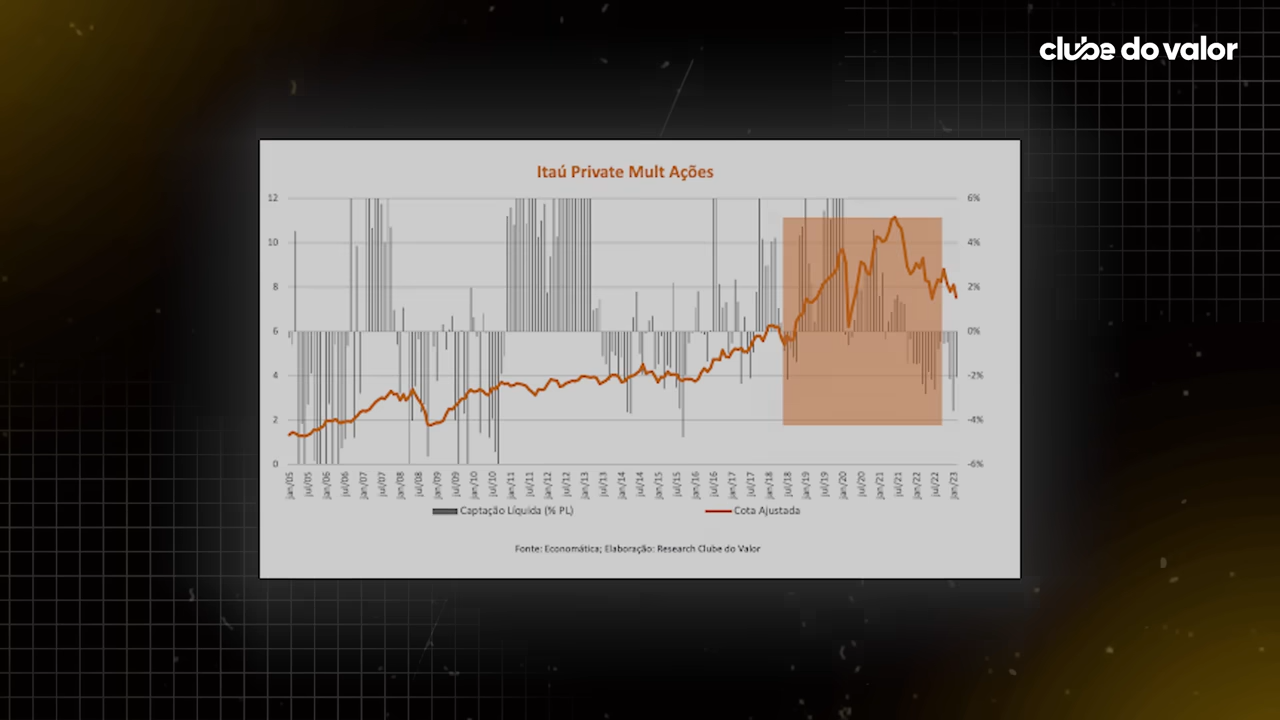 clube do valor
Itaú Private Mult Ações
12 6%
10 4%
8 2%
6 0%
4 -2%
2 -4%
0 -6%
jan/05 jul/05 jan/06 jul/06 jan/07 jul/07 jan/08 jul/08 jan/09 jul/09 jan/10 jul/10 jan/11 jul/11 jan/12 jul/12 jan/13 jul/13 jan/14 jul/14 jan/15 jul/15 jan/16 jul/16 jan/17 jul/17 jan/18 jul/18 jan/19 jul/19 jan/20 jul/20 jan/21 jul/21 jan/22 jul/22 jan/23
Captação Líquida (% PL) Cota Ajustada
Fonte: Economática; Elaboração: Research Clube do Valor